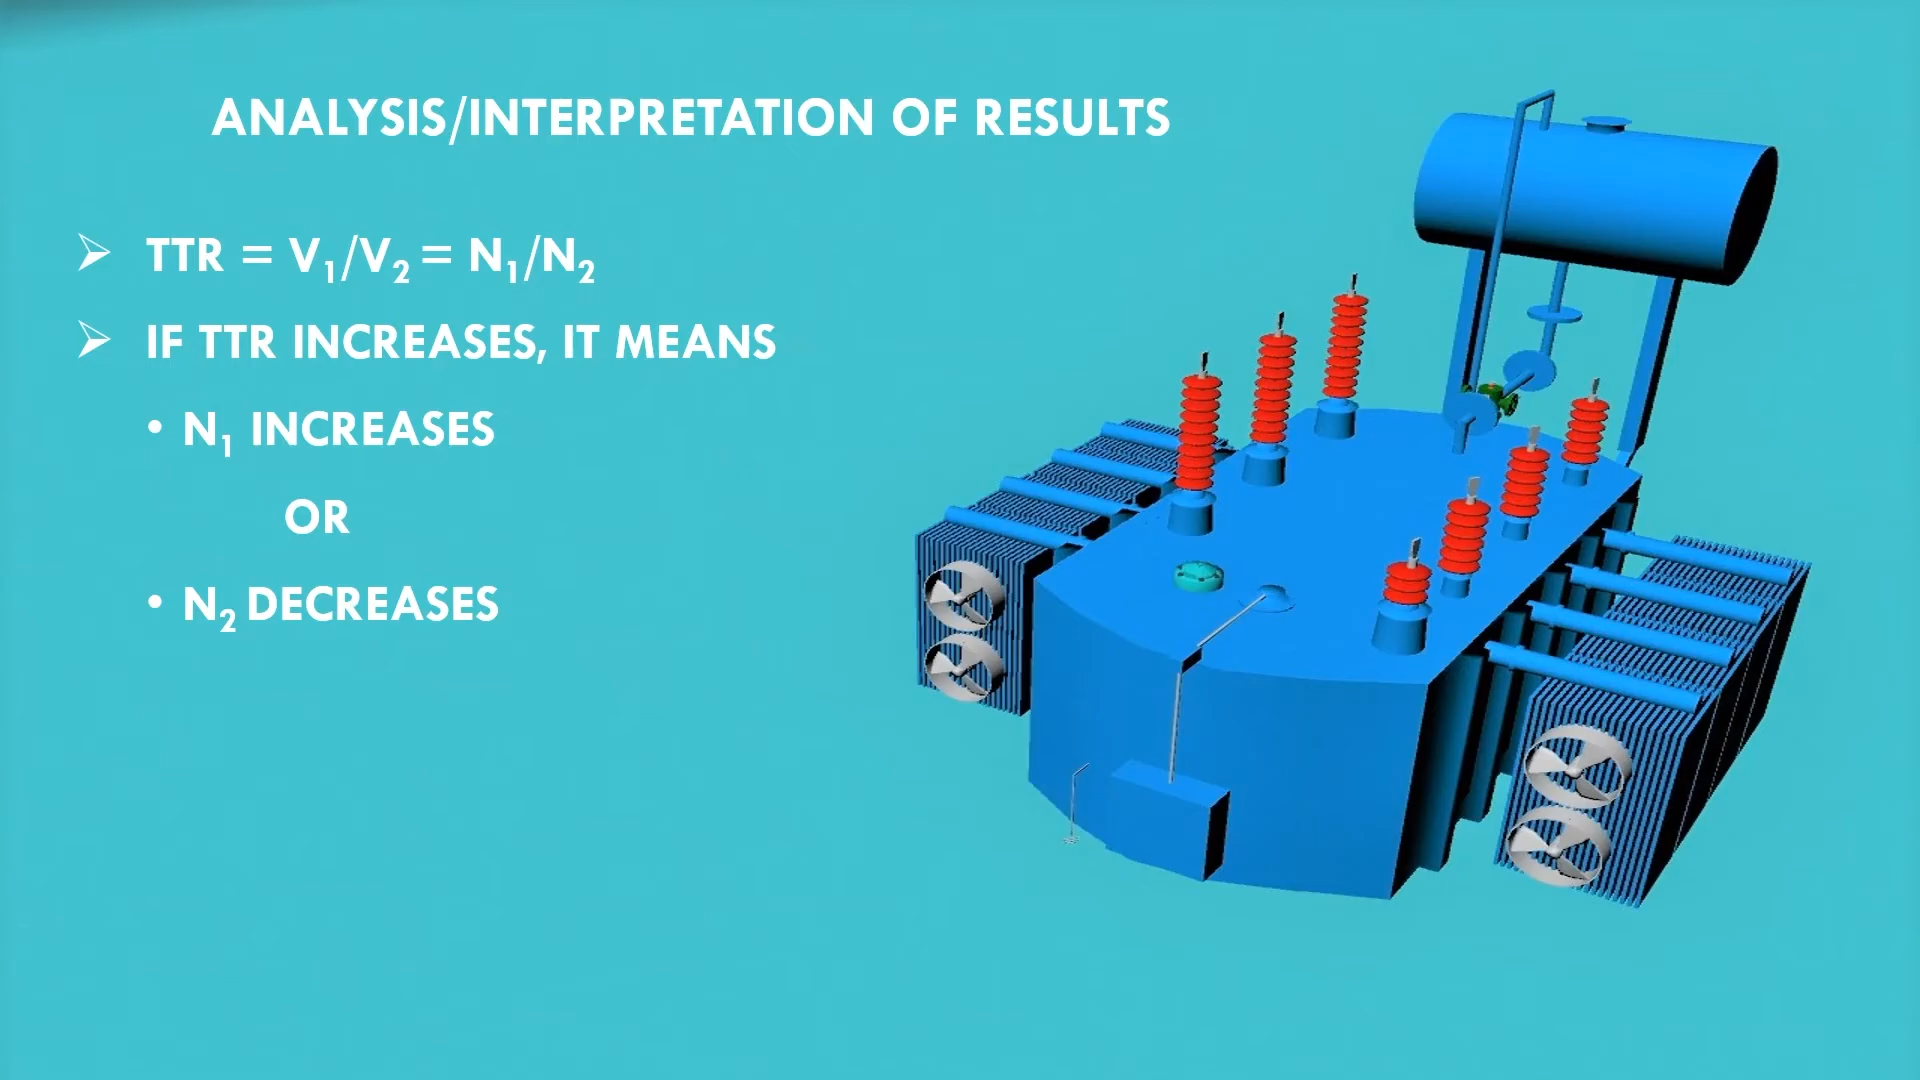 ANALYSIS/INTERPRETATION OF RESULTS
➢ TTR = V₁/V₂ = N₁/N₂
➢ IF TTR INCREASES, IT MEANS
• N₁ INCREASES
OR
• N₂ DECREASES